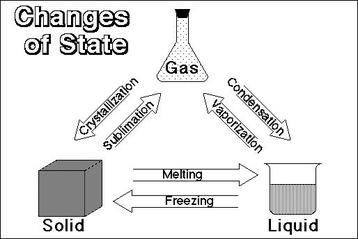 Changes
of State
Gas
Crystallization
Sublimation
Condensation
Vaporization
Melting
Freezing
Solid
Liquid